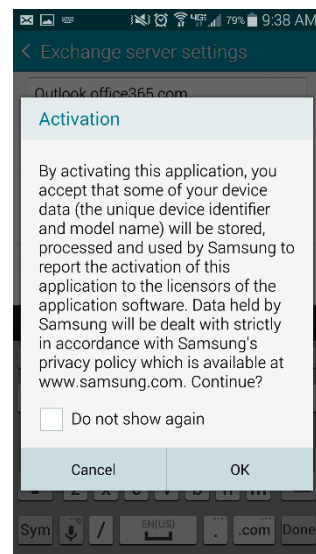 4G 79% 9:38 AM
Exchange server settings
Outlook.office365.com
Activation
By activating this application, you
accept that some of your device
data (the unique device identifier
and model name) will be stored,
processed and used by Samsung to
report the activation of this
application to the licensors of the
application software. Data held by
Samsung will be dealt with strictly
in accordance with Samsung's
privacy policy which is available at
www.samsung.com. Continue?
Do not show again
Cancel OK
Z X C V B N M
Sym / EN(US) . .com Done